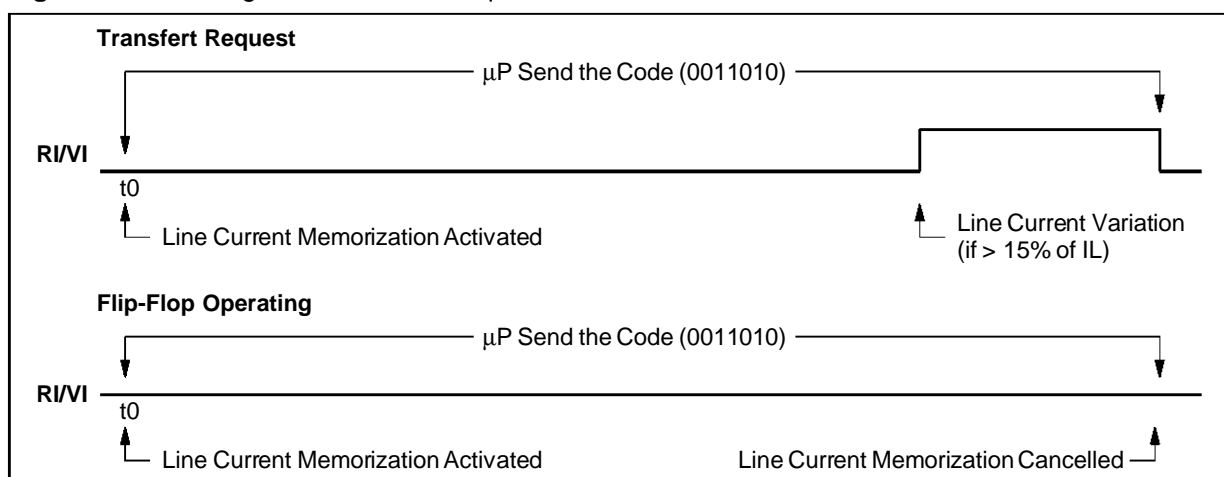 Transfert Request
µP Send the Code (0011010)
RI/VI
t0
Line Current Memorization Activated
Line Current Variation
(if > 15% of IL)
Flip-Flop Operating
µP Send the Code (0011010)
RI/VI
t0
Line Current Memorization Activated
Line Current Memorization Cancelled